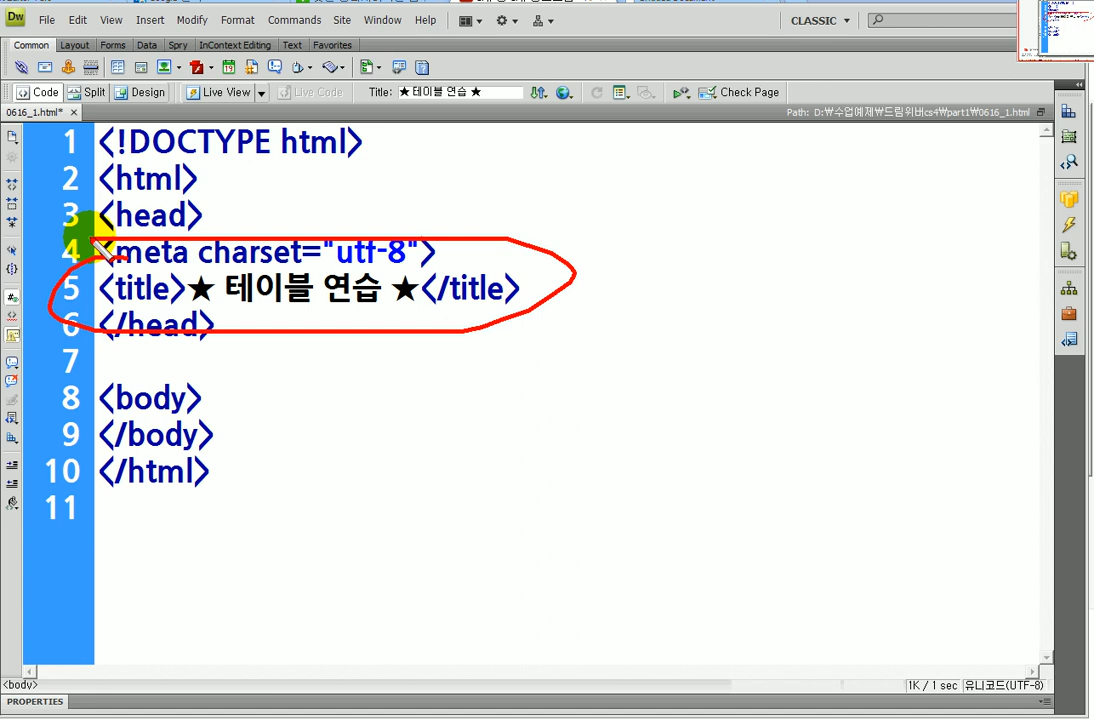 Dw File Edit View Insert Modify Format Commands Site Window Help CLASSIC
Common Layout Forms Data Spry InContext Editing Text Favorites
Code Split Design Live View Live Code Title: ★ 테이블 연습 ★ Check Page
0616_1.html* Path: D:₩수업예제₩드림위버cs4₩part1₩0616_1.html
1 <!DOCTYPE html>
2 <html>
3 <head>
4 <meta charset="utf-8">
5 <title>★ 테이블 연습 ★</title>
6 </head>
7
8 <body>
9 </body>
10 </html>
11
<body> 1K / 1 sec 유니코드(UTF-8)
PROPERTIES